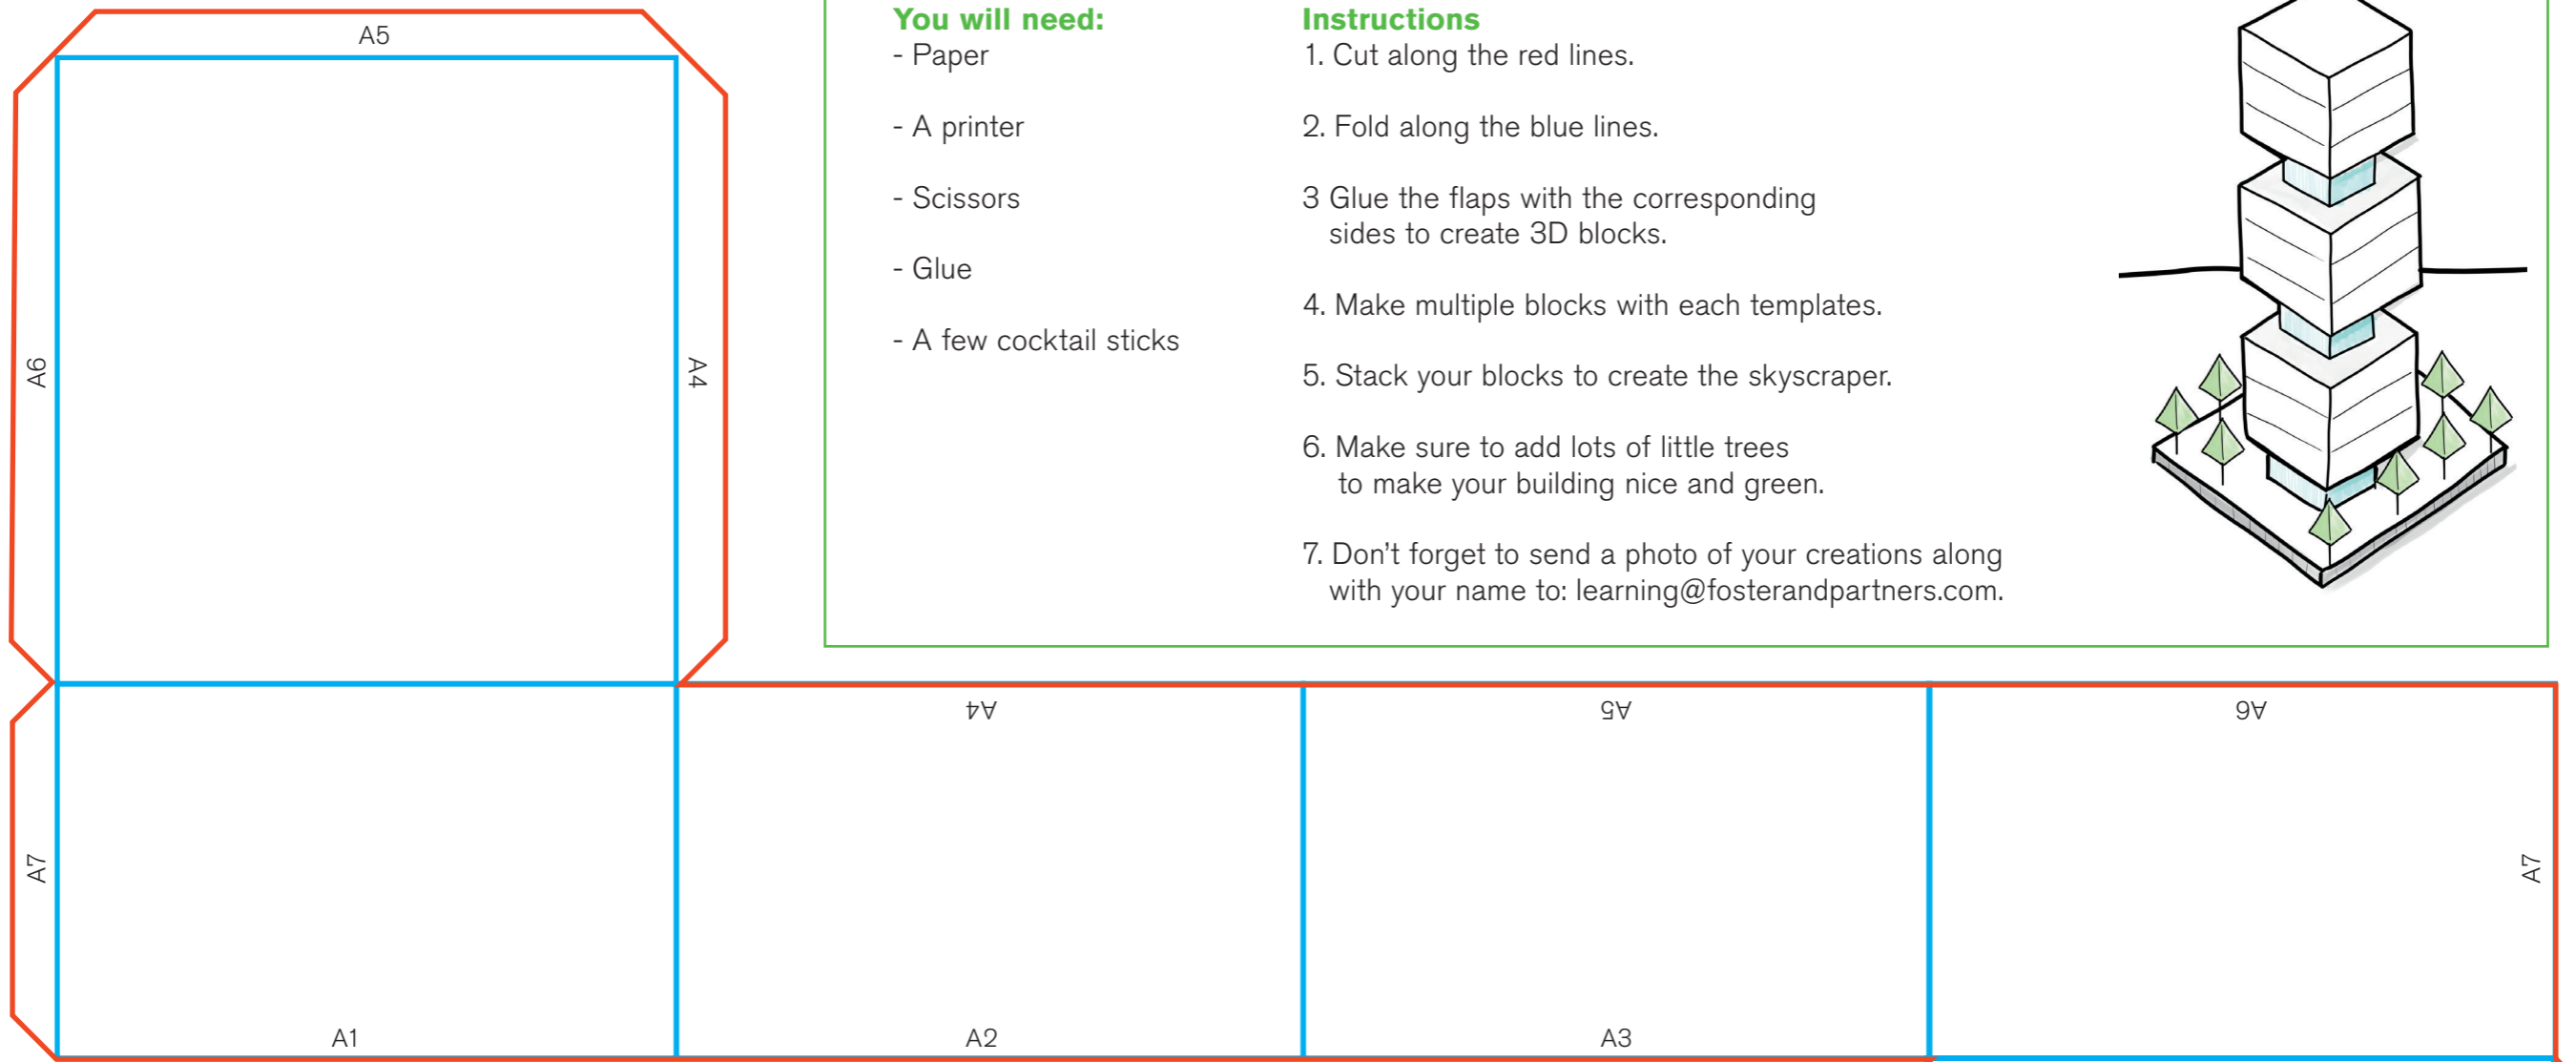 A5
A6
A4
You will need:
- Paper
- A printer
- Scissors
- Glue
- A few cocktail sticks
Instructions
1. Cut along the red lines.
2. Fold along the blue lines.
3 Glue the flaps with the corresponding
sides to create 3D blocks.
4. Make multiple blocks with each templates.
5. Stack your blocks to create the skyscraper.
6. Make sure to add lots of little trees
to make your building nice and green.
7. Don't forget to send a photo of your creations along
with your name to: learning@fosterandpartners.com.
A4
A5
A6
A7
A7
A1
A2
A3